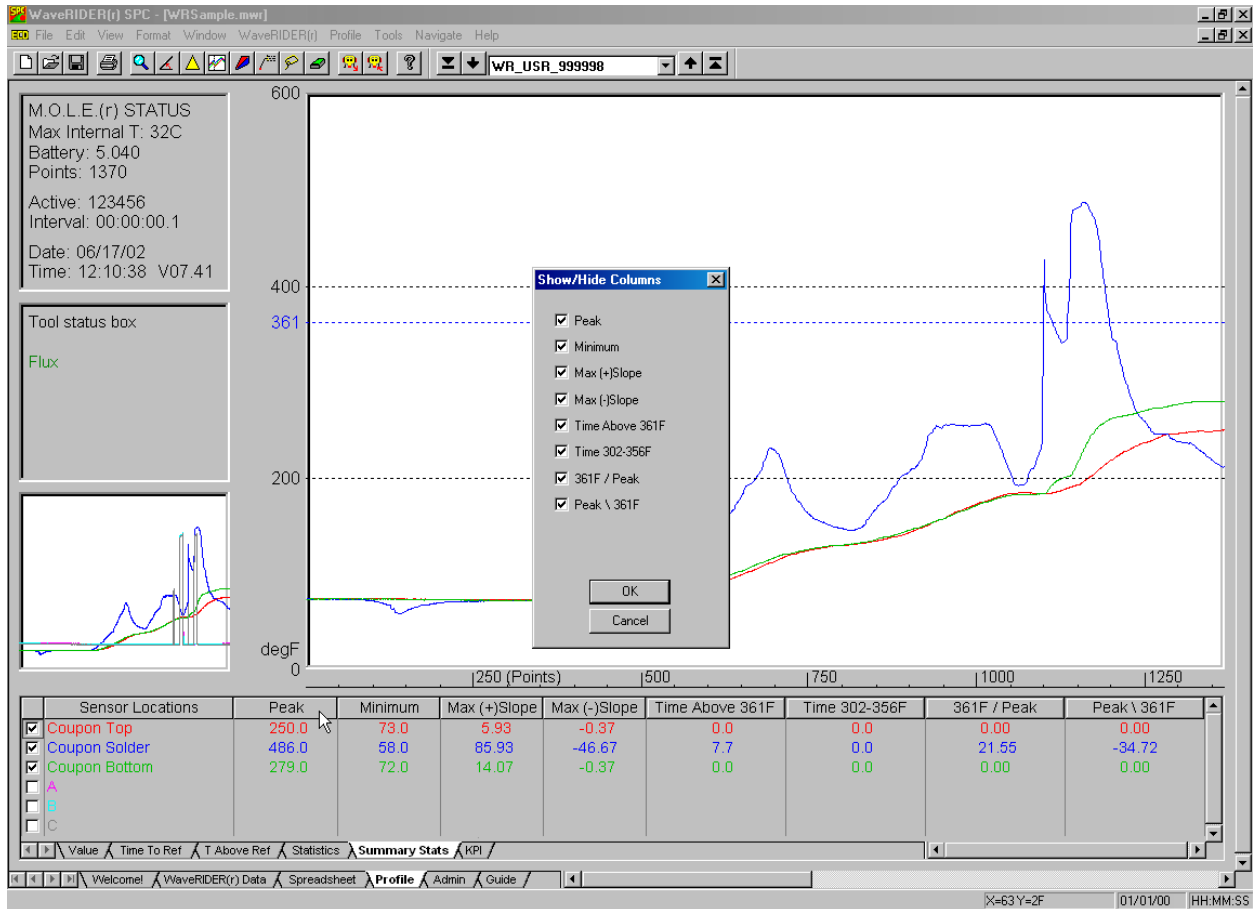 WaveRIDER(r) SPC - [WRSample.mwr]
File Edit View Format Window WaveRIDER(r) Profile Tools Navigate Help
WR_USR_999998
M.O.L.E.(r) STATUS
Max Internal T: 32C
Battery: 5.040
Points: 1370
Active: 123456
Interval: 00:00:00.1
Date: 06/17/02
Time: 12:10:38 V07.41
Tool status box
Flux
600
400
361
200
degF
0
250 (Points) 500 750 1000 1250
Show/Hide Columns
Peak
Minimum
Max (+)Slope
Max (-)Slope
Time Above 361F
Time 302-356F
361F / Peak
Peak \ 361F
OK
Cancel
Sensor Locations Peak Minimum Max (+)Slope Max (-)Slope Time Above 361F Time 302-356F 361F / Peak Peak \ 361F
Coupon Top 250.0 73.0 5.93 -0.37 0.0 0.0 0.00 0.00
Coupon Solder 486.0 58.0 85.93 -46.67 7.7 0.0 21.55 -34.72
Coupon Bottom 279.0 72.0 14.07 -0.37 0.0 0.0 0.00 0.00
A
B
C
Value Time To Ref T Above Ref Statistics Summary Stats KPI
Welcome! WaveRIDER(r) Data Spreadsheet Profile Admin Guide
X=63 Y=2F 01/01/00 HH:MM:SS